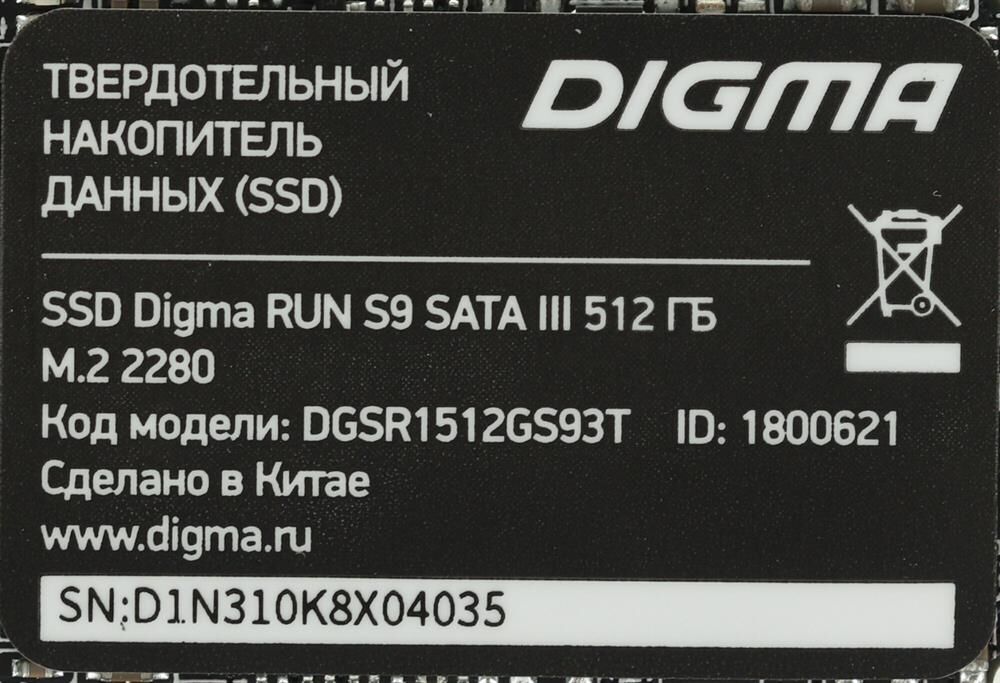 ТВЕРДОТЕЛЬНЫЙ
НАКОПИТЕЛЬ
ДАННЫХ (SSD)
DIGMA
SSD Digma RUN S9 SATA III 512 ГБ
M.2 2280
Код модели: DGSR1512GS93T ID: 1800621
Сделано в Китае
www.digma.ru
SN:D1N310K8X04035